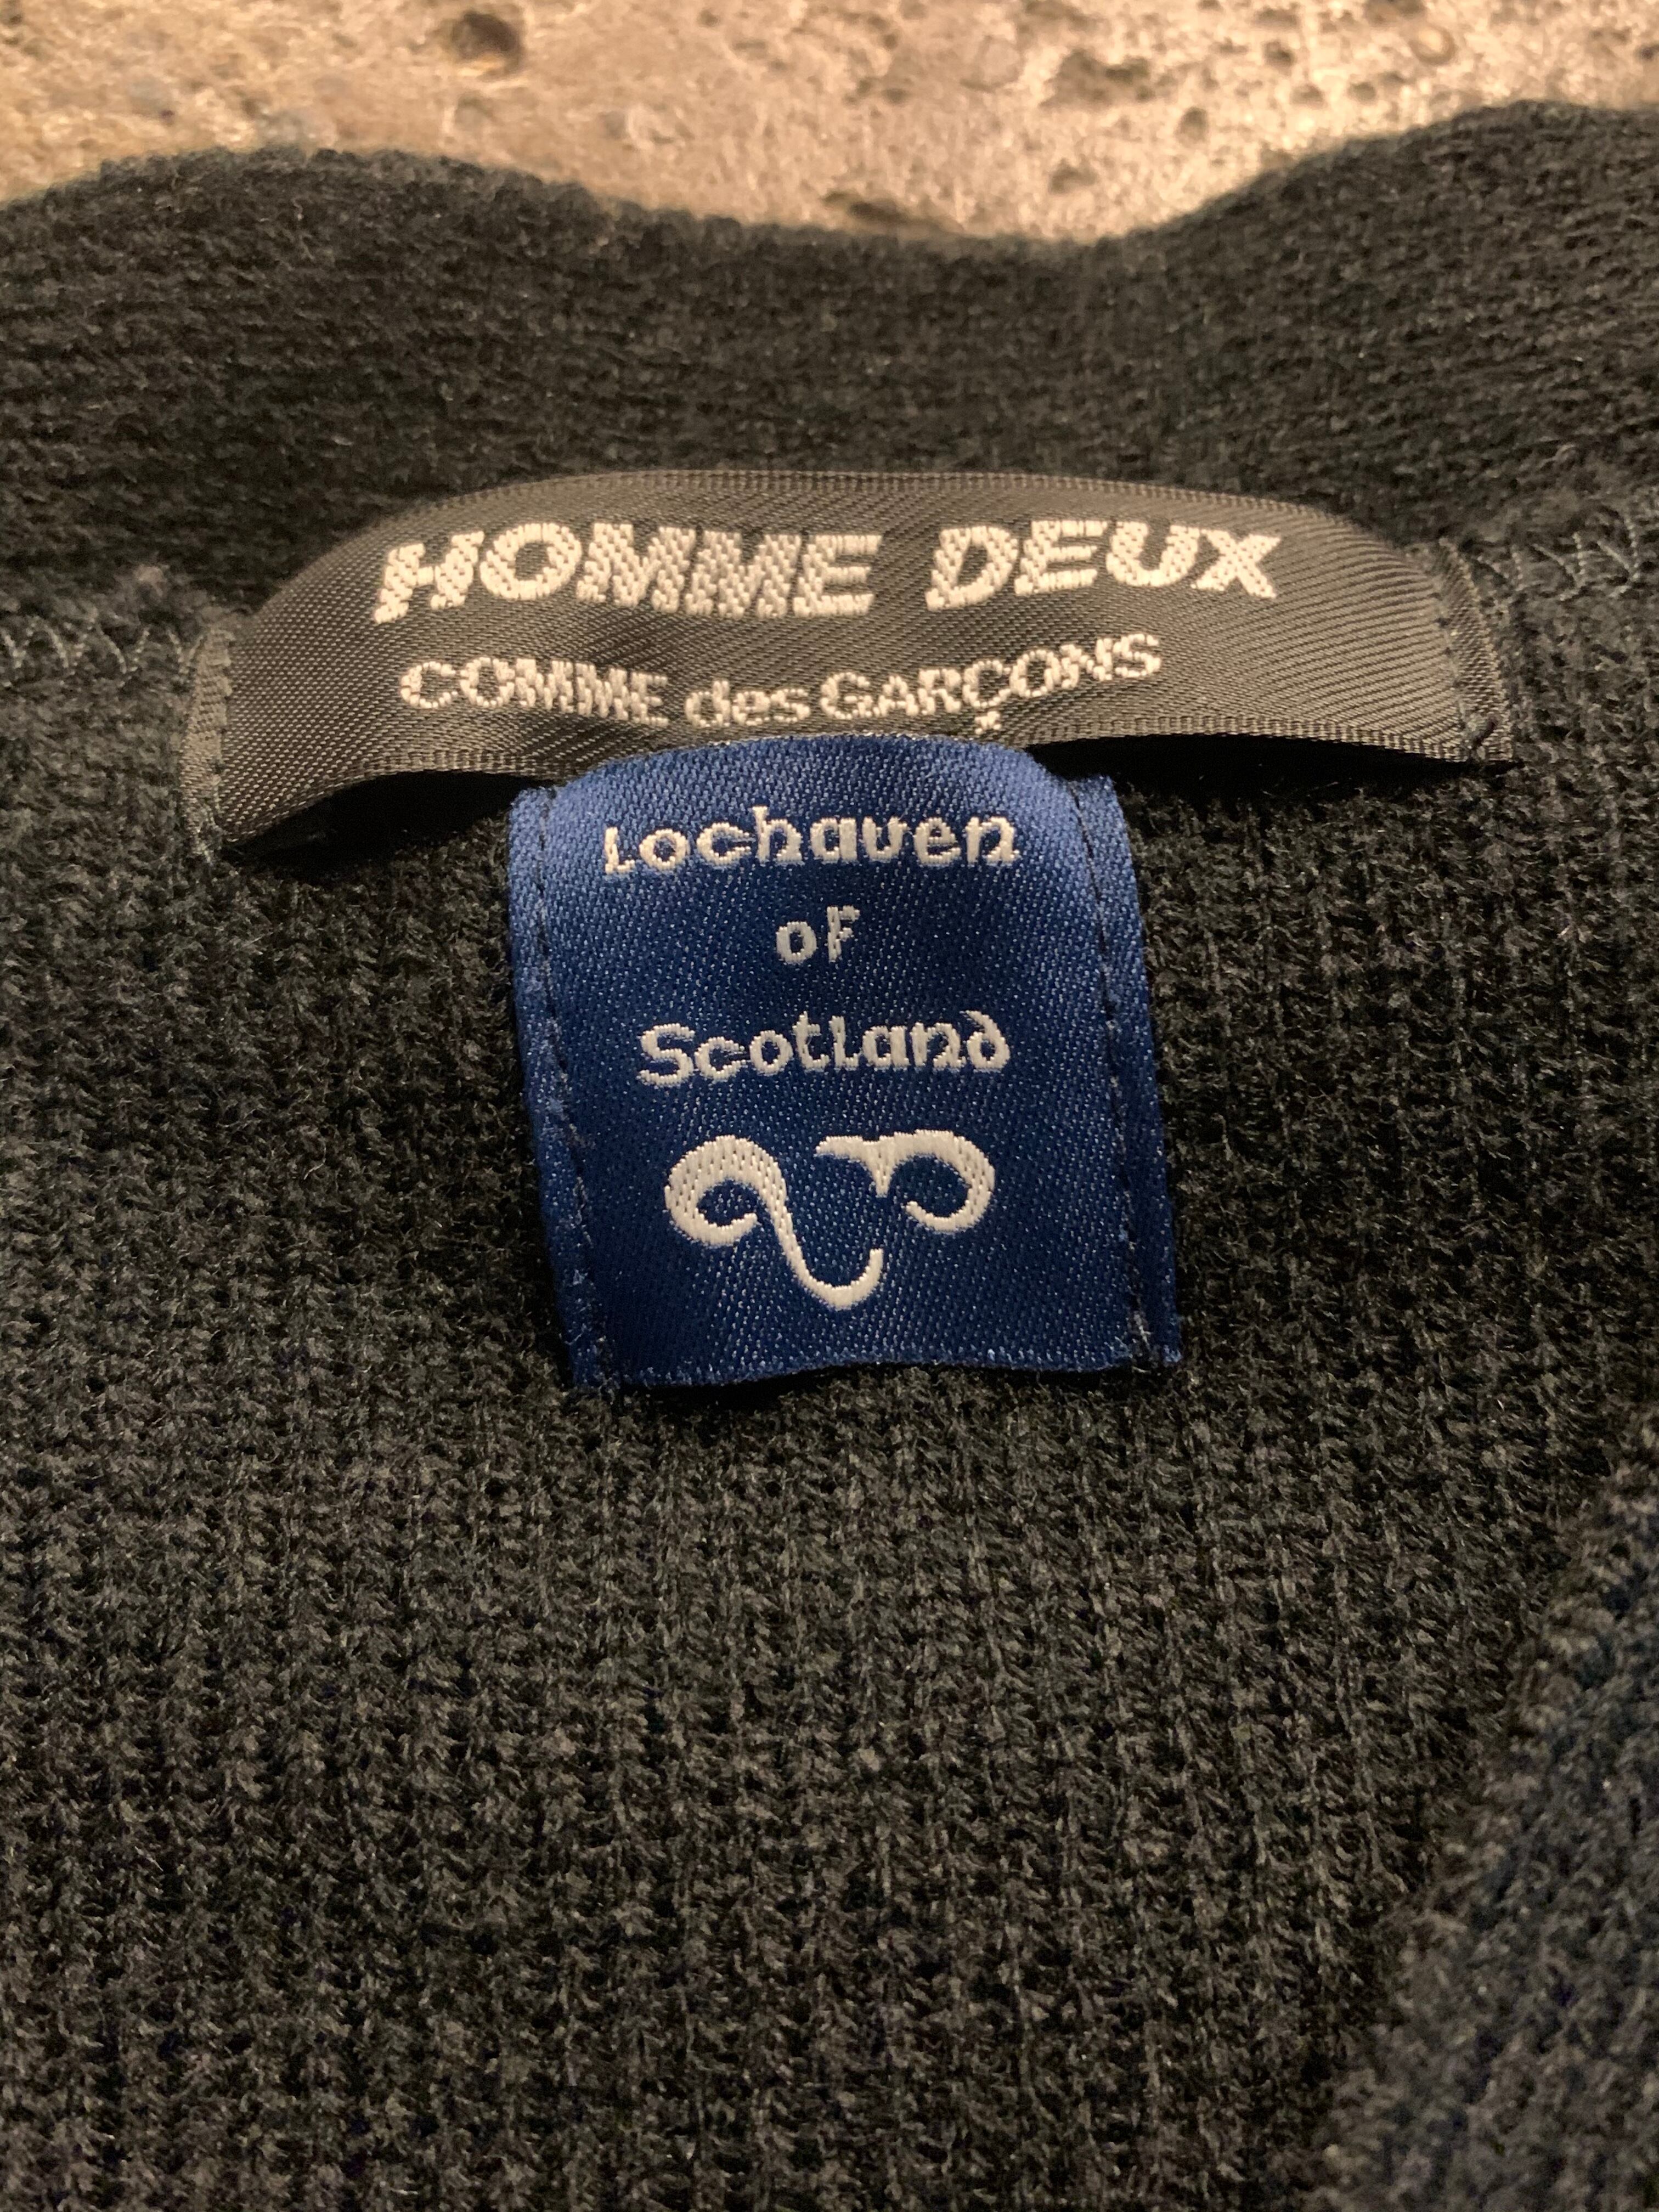 HOMME DEUX
COMME des GARÇONS
Lochaven
of
Scotland